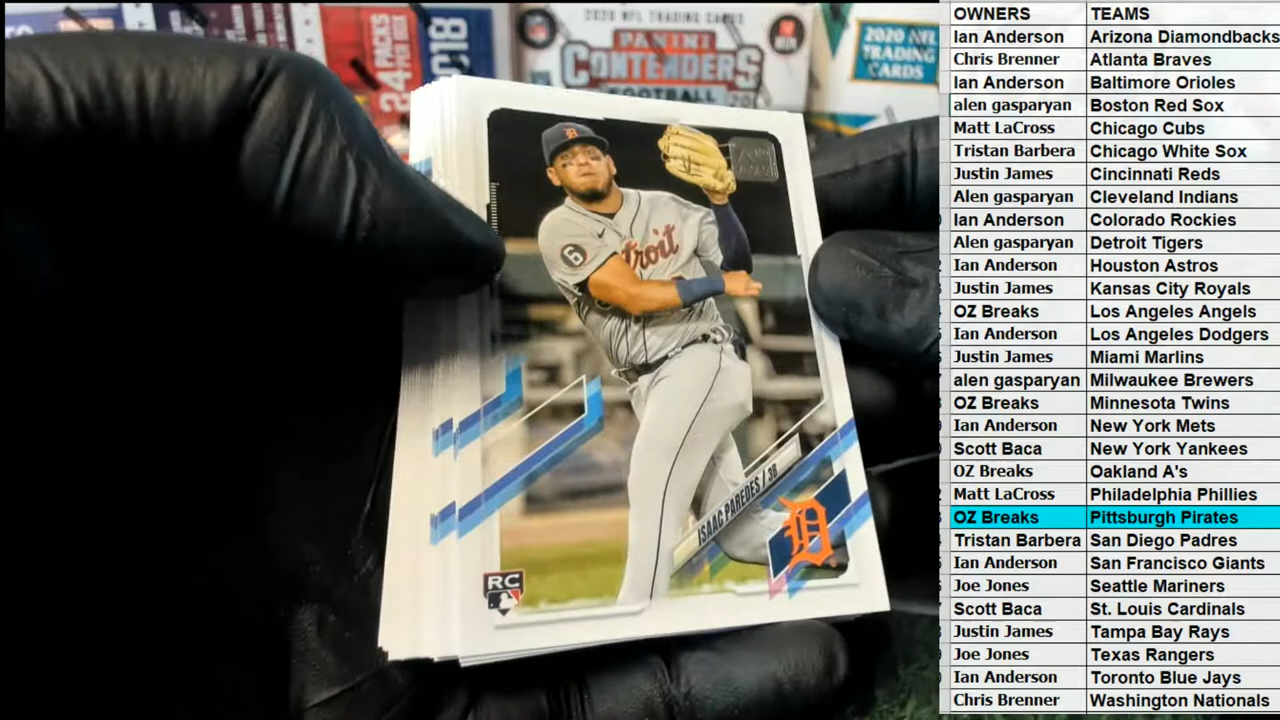 2020 NFL TRADING CARDS
PANINI
CONTENDERS
FOOTBALL
24 PACKS
PER BOX
2018
2020 NFL
TRADING
CARDS
6
Detroit
ISAAC PAREDES / 3B
D
RC
OWNERS TEAMS
Ian Anderson Arizona Diamondbacks
Chris Brenner Atlanta Braves
Ian Anderson Baltimore Orioles
alen gasparyan Boston Red Sox
Matt LaCross Chicago Cubs
Tristan Barbera Chicago White Sox
Justin James Cincinnati Reds
Alen gasparyan Cleveland Indians
Ian Anderson Colorado Rockies
Alen gasparyan Detroit Tigers
Ian Anderson Houston Astros
Justin James Kansas City Royals
OZ Breaks Los Angeles Angels
Ian Anderson Los Angeles Dodgers
Justin James Miami Marlins
alen gasparyan Milwaukee Brewers
OZ Breaks Minnesota Twins
Ian Anderson New York Mets
Scott Baca New York Yankees
OZ Breaks Oakland A's
Matt LaCross Philadelphia Phillies
OZ Breaks Pittsburgh Pirates
Tristan Barbera San Diego Padres
Ian Anderson San Francisco Giants
Joe Jones Seattle Mariners
Scott Baca St. Louis Cardinals
Justin James Tampa Bay Rays
Joe Jones Texas Rangers
Ian Anderson Toronto Blue Jays
Chris Brenner Washington Nationals